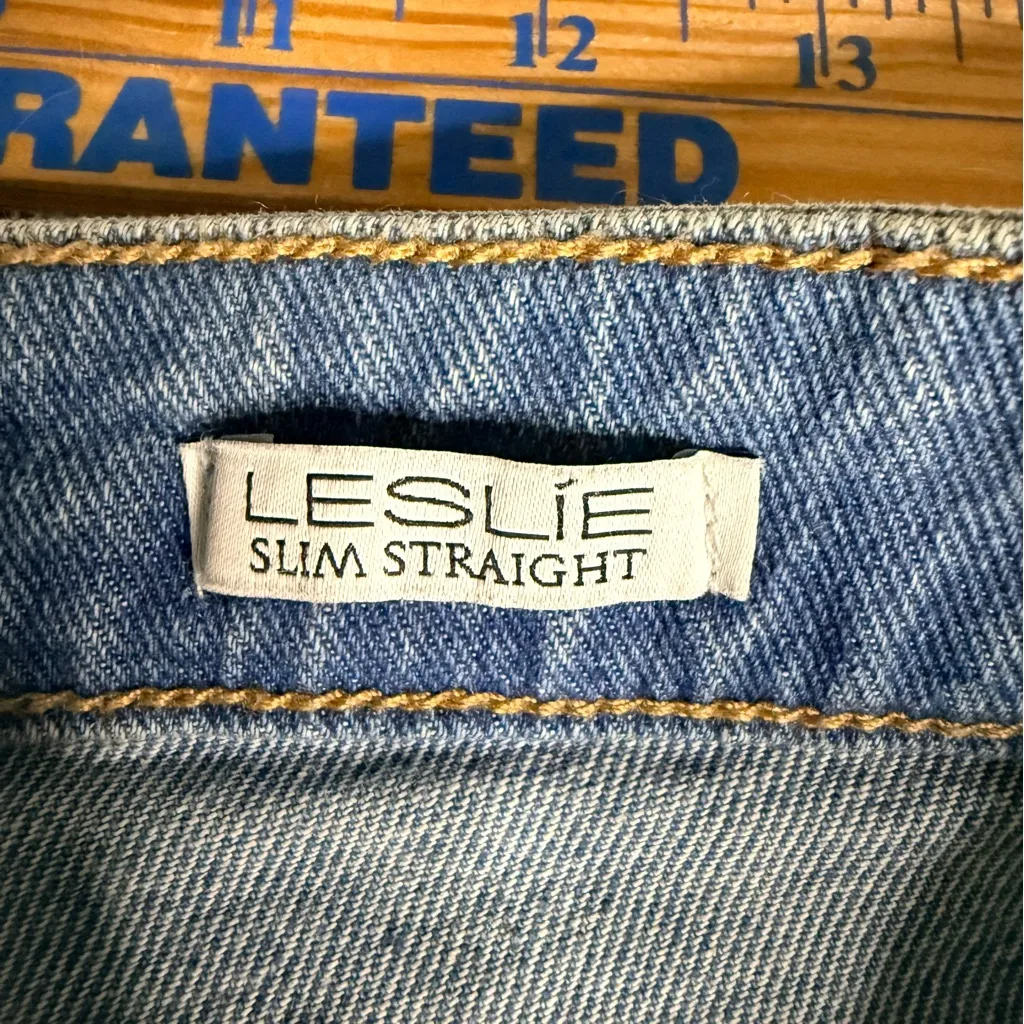 11 12 13
RANTEED
LESLIE
SLIM STRAIGHT